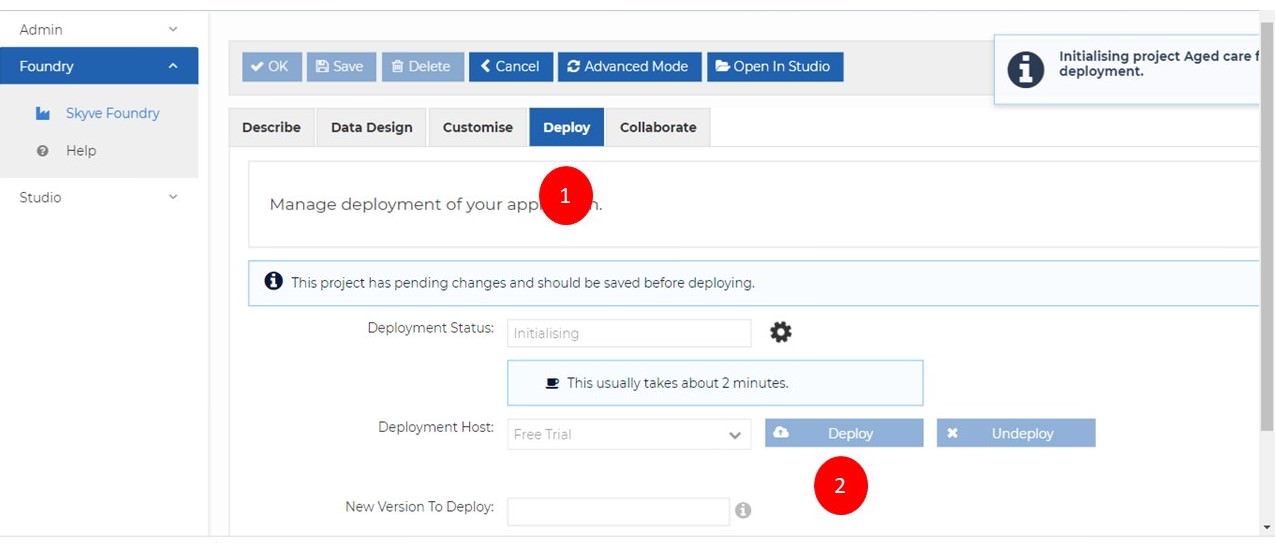 Admin
Foundry
Skyve Foundry
Help
Studio
OK Save Delete Cancel Advanced Mode Open In Studio
Initialising project Aged care f
deployment.
Describe Data Design Customise Deploy Collaborate
1
Manage deployment of your app n.
This project has pending changes and should be saved before deploying.
Deployment Status: Initialising
This usually takes about 2 minutes.
Deployment Host: Free Trial Deploy Undeploy
2
New Version To Deploy: